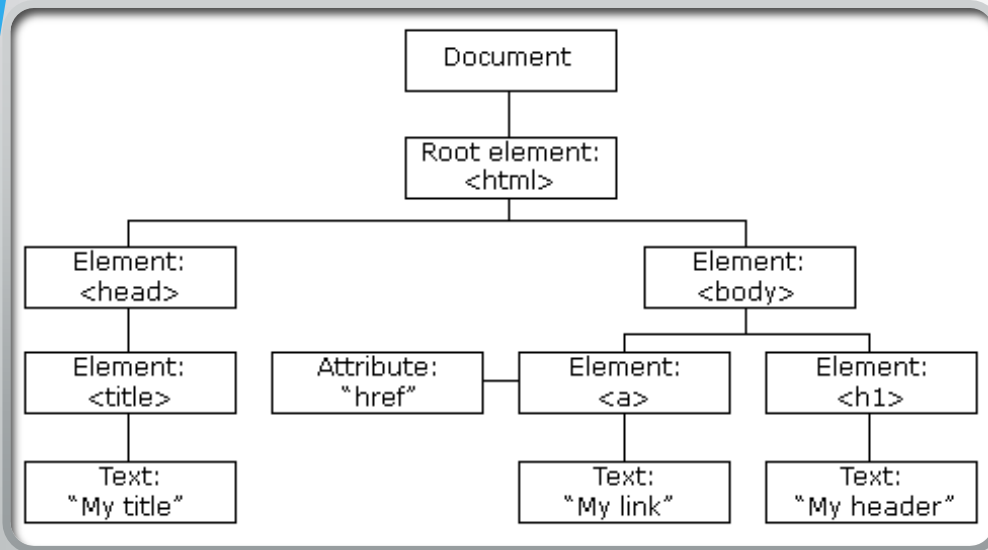 Document
Root element:
<html>
Element:
<head>
Element:
<body>
Element:
<title>
Attribute:
“href”
Element:
<a>
Element:
<h1>
Text:
“My title”
Text:
“My link”
Text:
“My header”